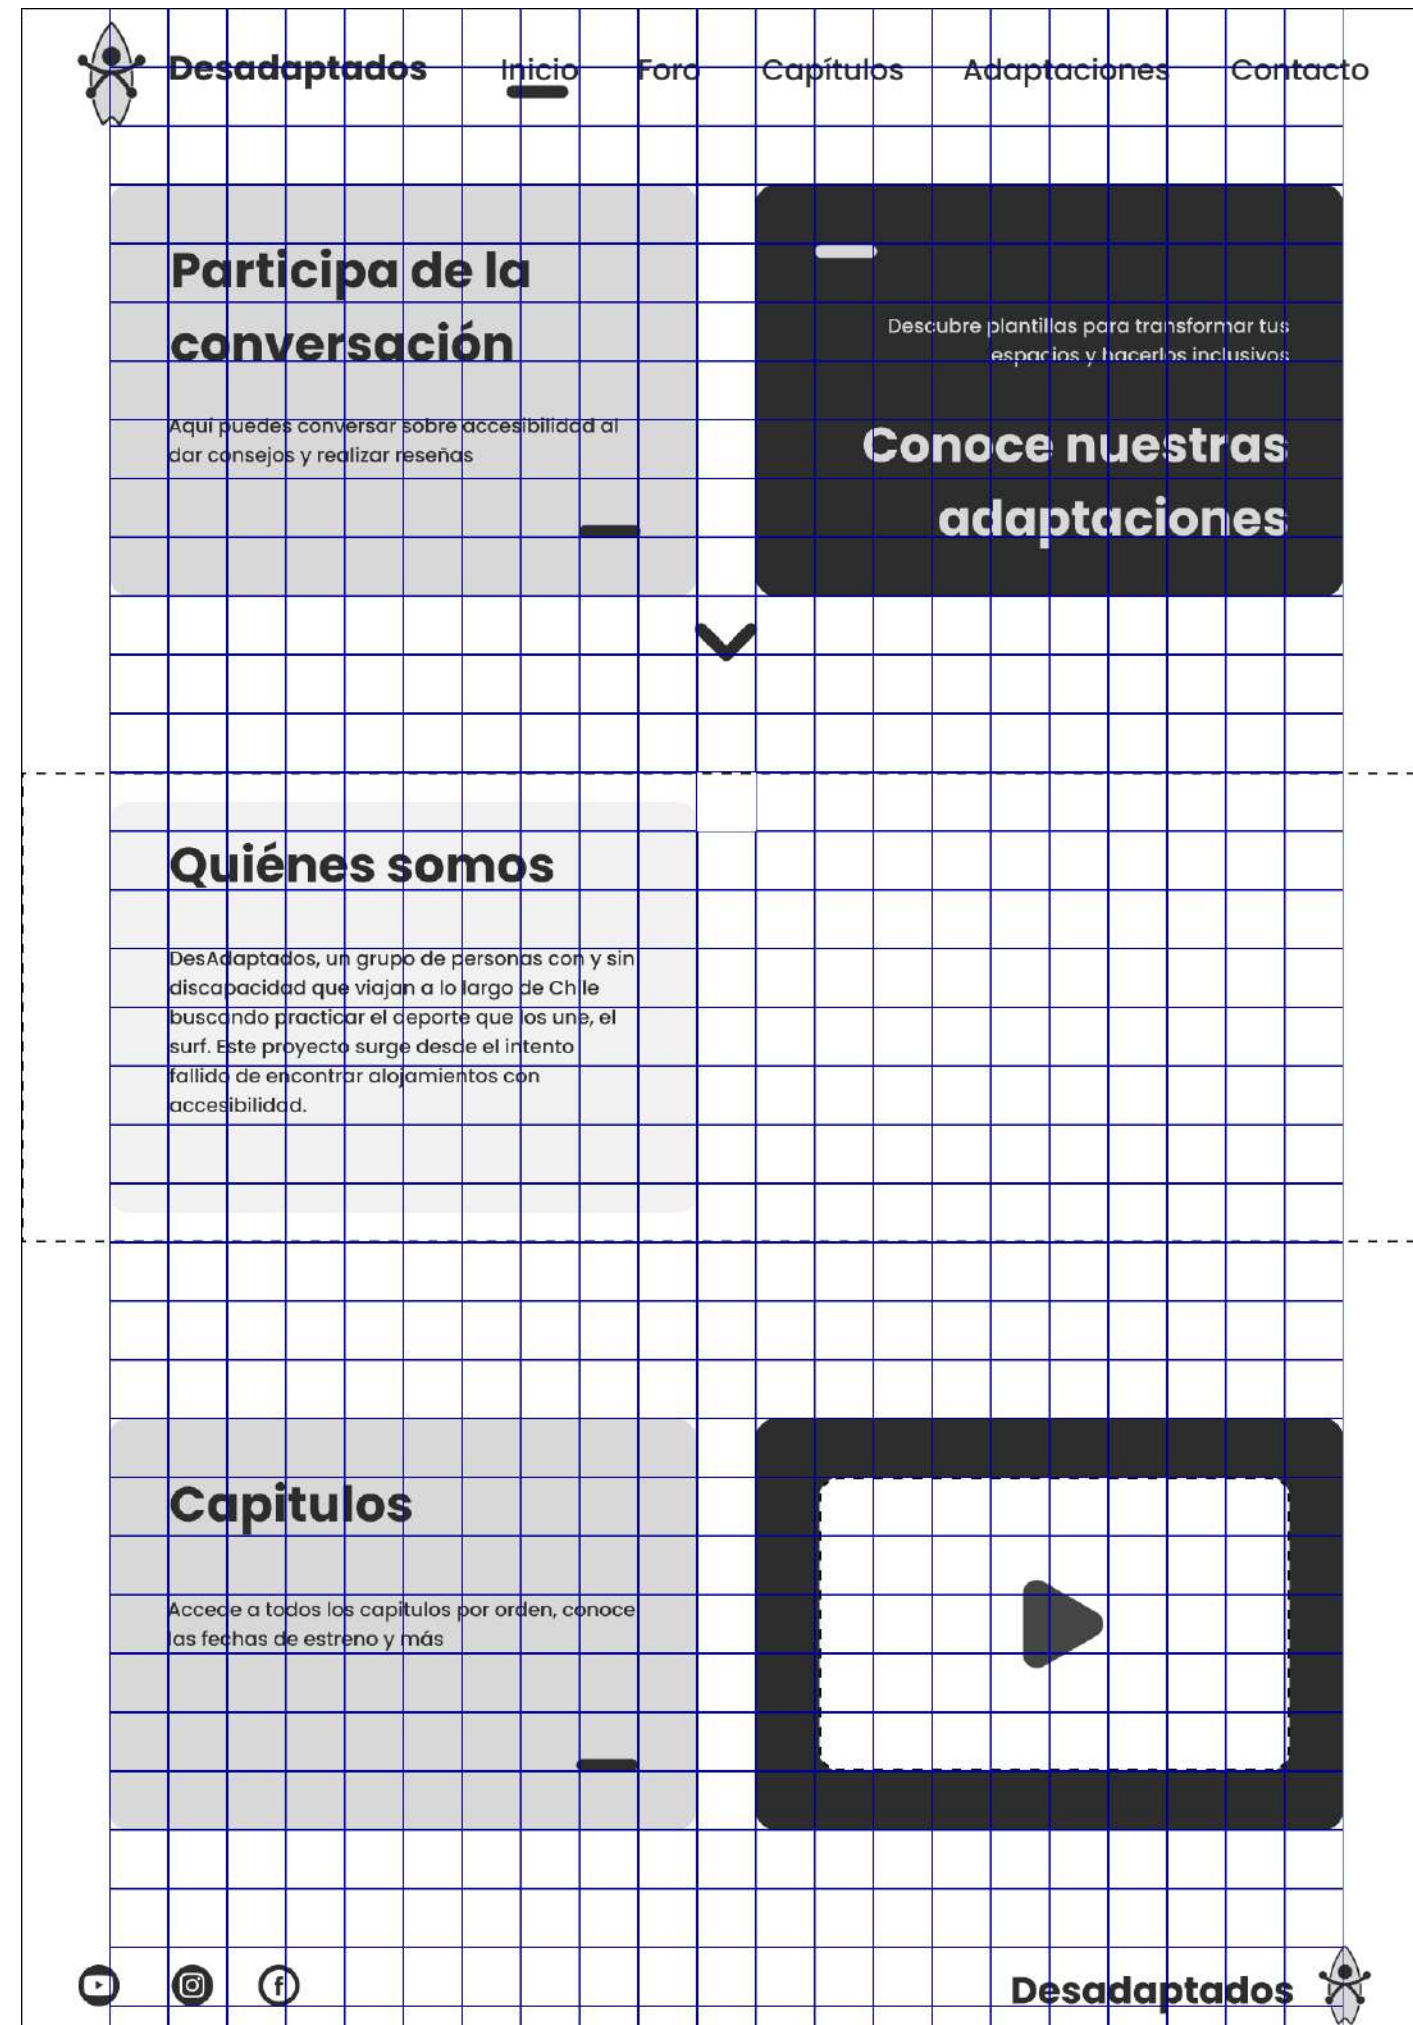 Desadaptados Inicio Foro Capítulos Adaptaciones Contacto
Participa de la
conversación
Aquí puedes conversar sobre accesibilidad al
dar consejos y realizar reseñas
Descubre plantillas para transformar tus
espacios y hacerlos inclusivos
Conoce nuestras
adaptaciones
Quiénes somos
DesAdaptados, un grupo de personas con y sin
discapacidad que viajan a lo largo de Chile
buscando practicar el deporte que los une, el
surf. Este proyecto surge desde el intento
fallido de encontrar alojamientos con
accesibilidad.
Capitulos
Accede a todos los capitulos por orden, conoce
las fechas de estreno y más
Desadaptados